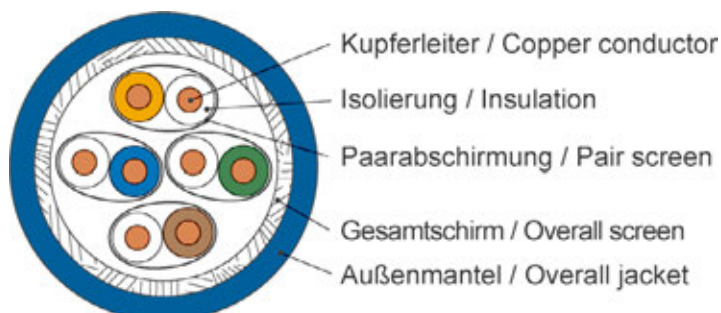 Kupferleiter / Copper conductor
Isolierung / Insulation
Paarabschirmung / Pair screen
Gesamtschirm / Overall screen
Außenmantel / Overall jacket